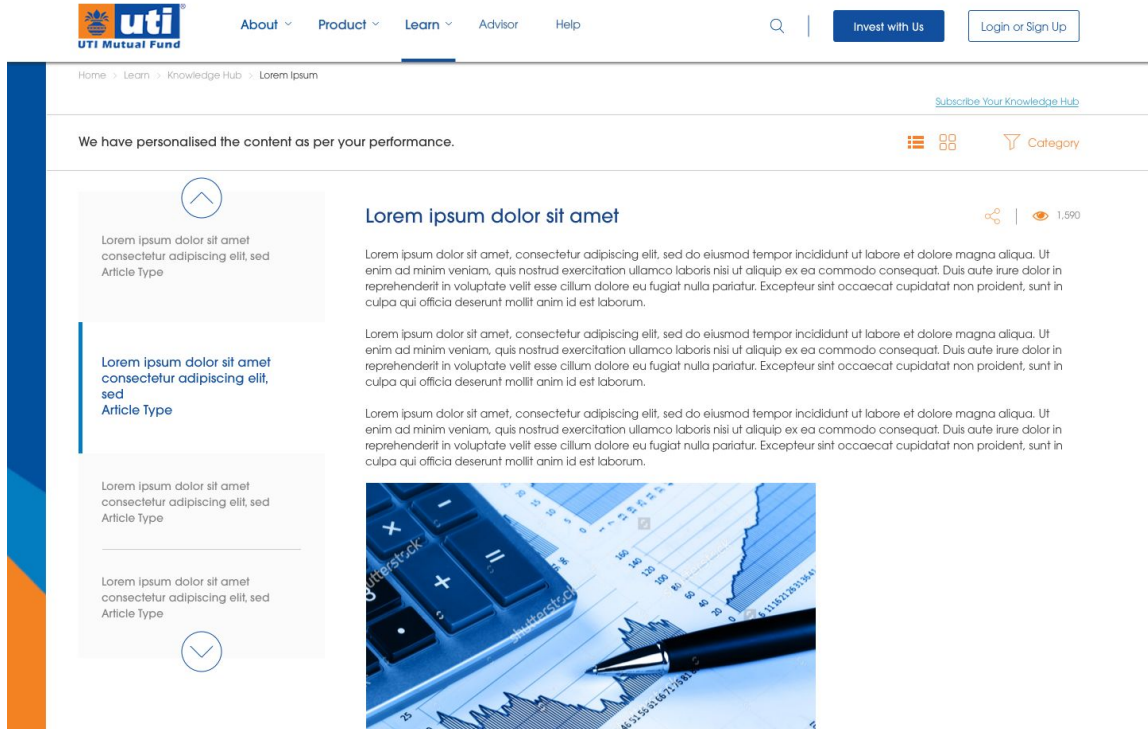 uti
UTI Mutual Fund
About
Product
Learn
Advisor
Help
Invest with Us
Login or Sign Up
Home > Learn > Knowledge Hub > Lorem Ipsum
Subscribe Your Knowledge Hub
We have personalised the content as per your performance.
Category
Lorem ipsum dolor sit amet
consectetur adipiscing elit, sed
Article Type
Lorem ipsum dolor sit amet
consectetur adipiscing elit,
sed
Article Type
Lorem ipsum dolor sit amet
consectetur adipiscing elit, sed
Article Type
Lorem ipsum dolor sit amet
consectetur adipiscing elit, sed
Article Type
Lorem ipsum dolor sit amet
1,590
Lorem ipsum dolor sit amet, consectetur adipiscing elit, sed do eiusmod tempor incididunt ut labore et dolore magna aliqua. Ut
enim ad minim veniam, quis nostrud exercitation ullamco laboris nisi ut aliquip ex ea commodo consequat. Duis aute irure dolor in
reprehenderit in voluptate velit esse cillum dolore eu fugiat nulla pariatur. Excepteur sint occaecat cupidatat non proident, sunt in
culpa qui officia deserunt mollit anim id est laborum.
Lorem ipsum dolor sit amet, consectetur adipiscing elit, sed do eiusmod tempor incididunt ut labore et dolore magna aliqua. Ut
enim ad minim veniam, quis nostrud exercitation ullamco laboris nisi ut aliquip ex ea commodo consequat. Duis aute irure dolor in
reprehenderit in voluptate velit esse cillum dolore eu fugiat nulla pariatur. Excepteur sint occaecat cupidatat non proident, sunt in
culpa qui officia deserunt mollit anim id est laborum.
Lorem ipsum dolor sit amet, consectetur adipiscing elit, sed do eiusmod tempor incididunt ut labore et dolore magna aliqua. Ut
enim ad minim veniam, quis nostrud exercitation ullamco laboris nisi ut aliquip ex ea commodo consequat. Duis aute irure dolor in
reprehenderit in voluptate velit esse cillum dolore eu fugiat nulla pariatur. Excepteur sint occaecat cupidatat non proident, sunt in
culpa qui officia deserunt mollit anim id est laborum.
shutterstock